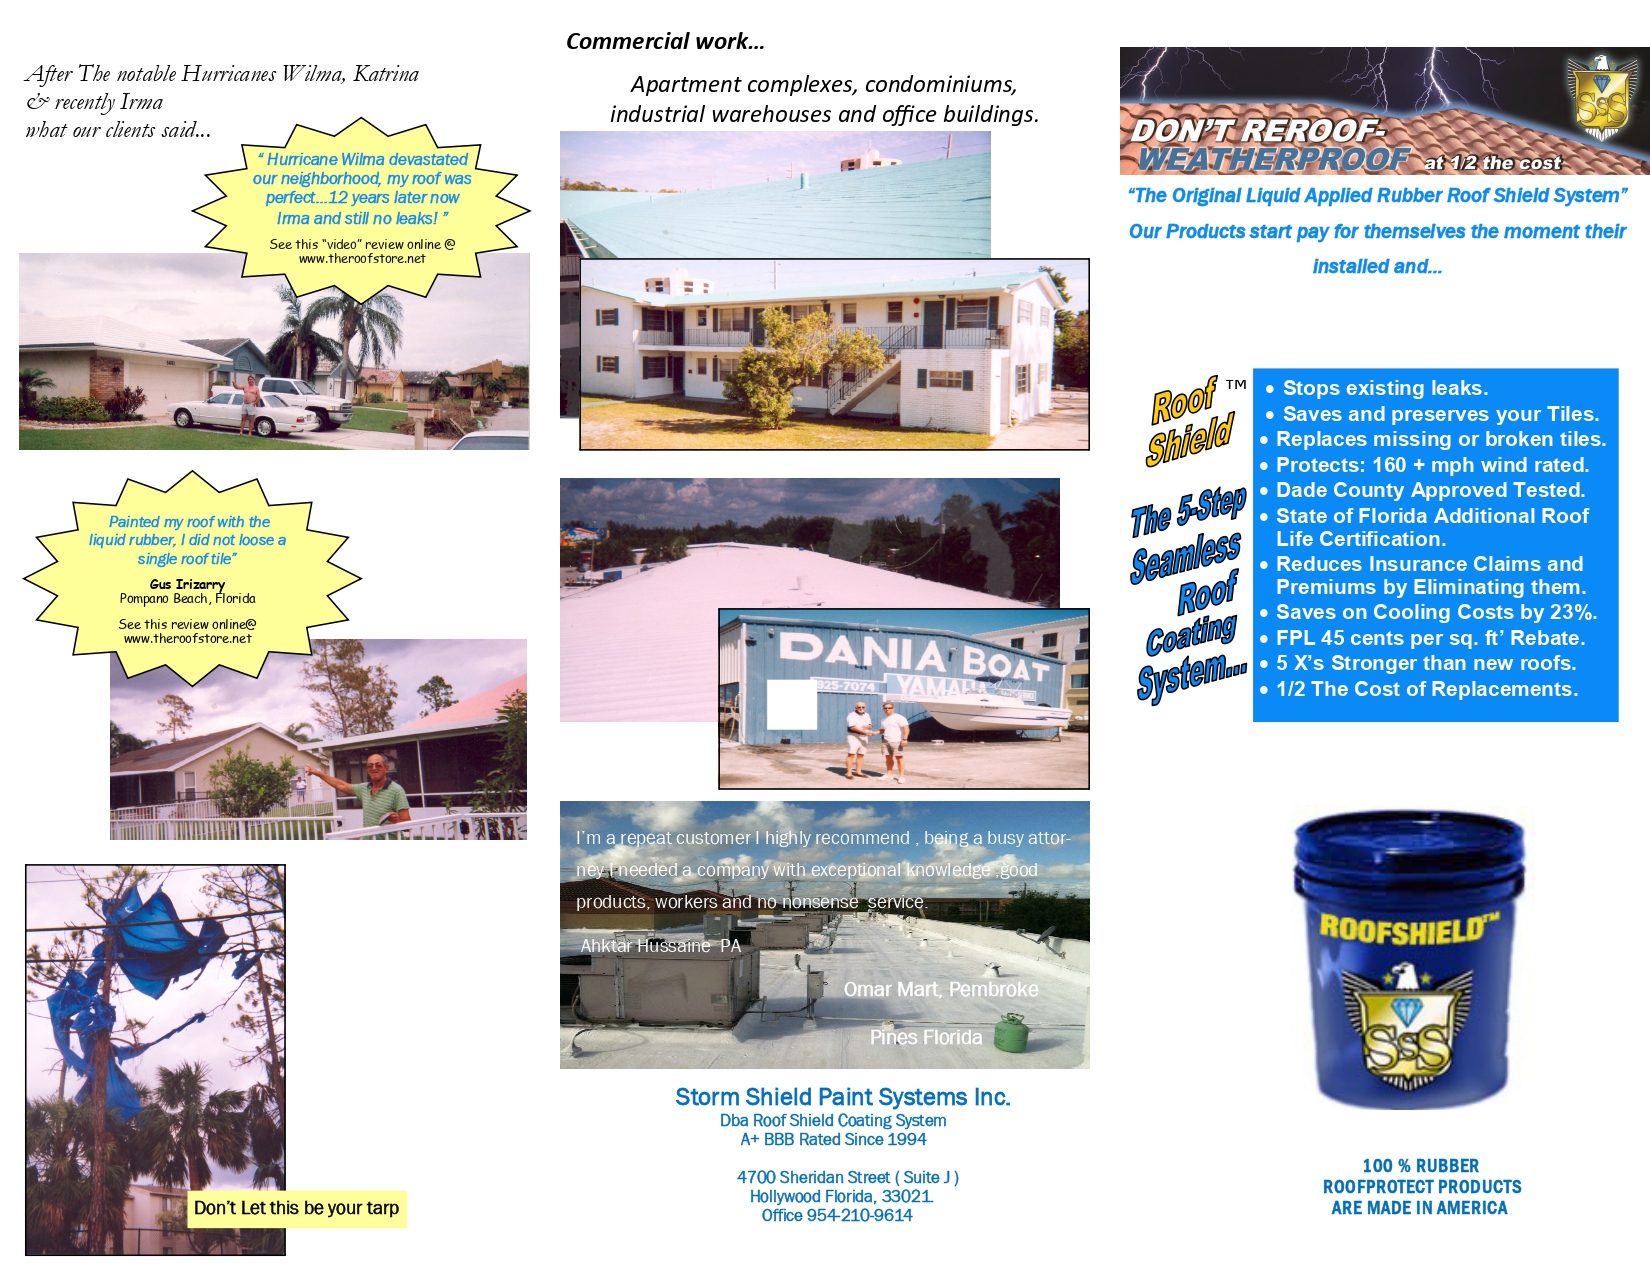 After The notable Hurricanes Wilma, Katrina
& recently Irma
what our clients said...
“ Hurricane Wilma devastated
our neighborhood, my roof was
perfect...12 years later now
Irma and still no leaks! ”
See this “video” review online @
www.theroofstore.net
Painted my roof with the
liquid rubber, I did not loose a
single roof tile”
Gus Irizarry
Pompano Beach, Florida
See this review online@
www.theroofstore.net
Don’t Let this be your tarp
Commercial work...
Apartment complexes, condominiums,
industrial warehouses and office buildings.
DANIA BOAT
925-7074 YAMAHA
I’m a repeat customer I highly recommend , being a busy attor-
ney I needed a company with exceptional knowledge ,good
products, workers and no nonsense service.
Ahktar Hussaine PA
Omar Mart, Pembroke
Pines Florida
Storm Shield Paint Systems Inc.
Dba Roof Shield Coating System
A+ BBB Rated Since 1994
4700 Sheridan Street ( Suite J )
Hollywood Florida, 33021.
Office 954-210-9614
SSS
DON’T REROOF-
WEATHERPROOF at 1/2 the cost
“The Original Liquid Applied Rubber Roof Shield System”
Our Products start pay for themselves the moment their
installed and...
Roof ™
Shield
The 5-Step
Seamless
Roof
Coating
System...
• Stops existing leaks.
• Saves and preserves your Tiles.
• Replaces missing or broken tiles.
• Protects: 160 + mph wind rated.
• Dade County Approved Tested.
• State of Florida Additional Roof
Life Certification.
• Reduces Insurance Claims and
Premiums by Eliminating them.
• Saves on Cooling Costs by 23%.
• FPL 45 cents per sq. ft’ Rebate.
• 5 X’s Stronger than new roofs.
• 1/2 The Cost of Replacements.
ROOFSHIELD™
SSS
100 % RUBBER
ROOFPROTECT PRODUCTS
ARE MADE IN AMERICA